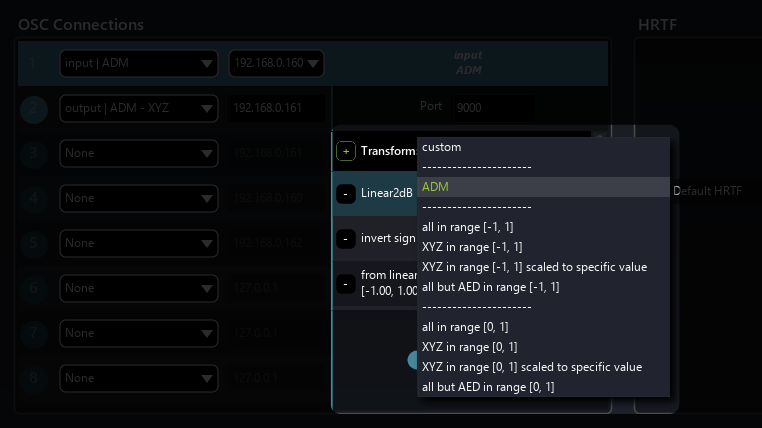 OSC Connections
HRTF
1
input | ADM
192.168.0.160
input
ADM
2
output | ADM - XYZ
192.168.0.161
Port
9000
3
None
192.168.0.161
4
None
192.168.0.160
5
None
192.168.0.162
6
None
127.0.0.1
7
None
127.0.0.1
8
None
127.0.0.1
+ Transform
- Linear2dB
- invert sign
- from linear
[-1.00, 1.00
custom
----------------------
ADM
----------------------
all in range [-1, 1]
XYZ in range [-1, 1]
XYZ in range [-1, 1] scaled to specific value
all but AED in range [-1, 1]
----------------------
all in range [0, 1]
XYZ in range [0, 1]
XYZ in range [0, 1] scaled to specific value
all but AED in range [0, 1]
Default HRTF